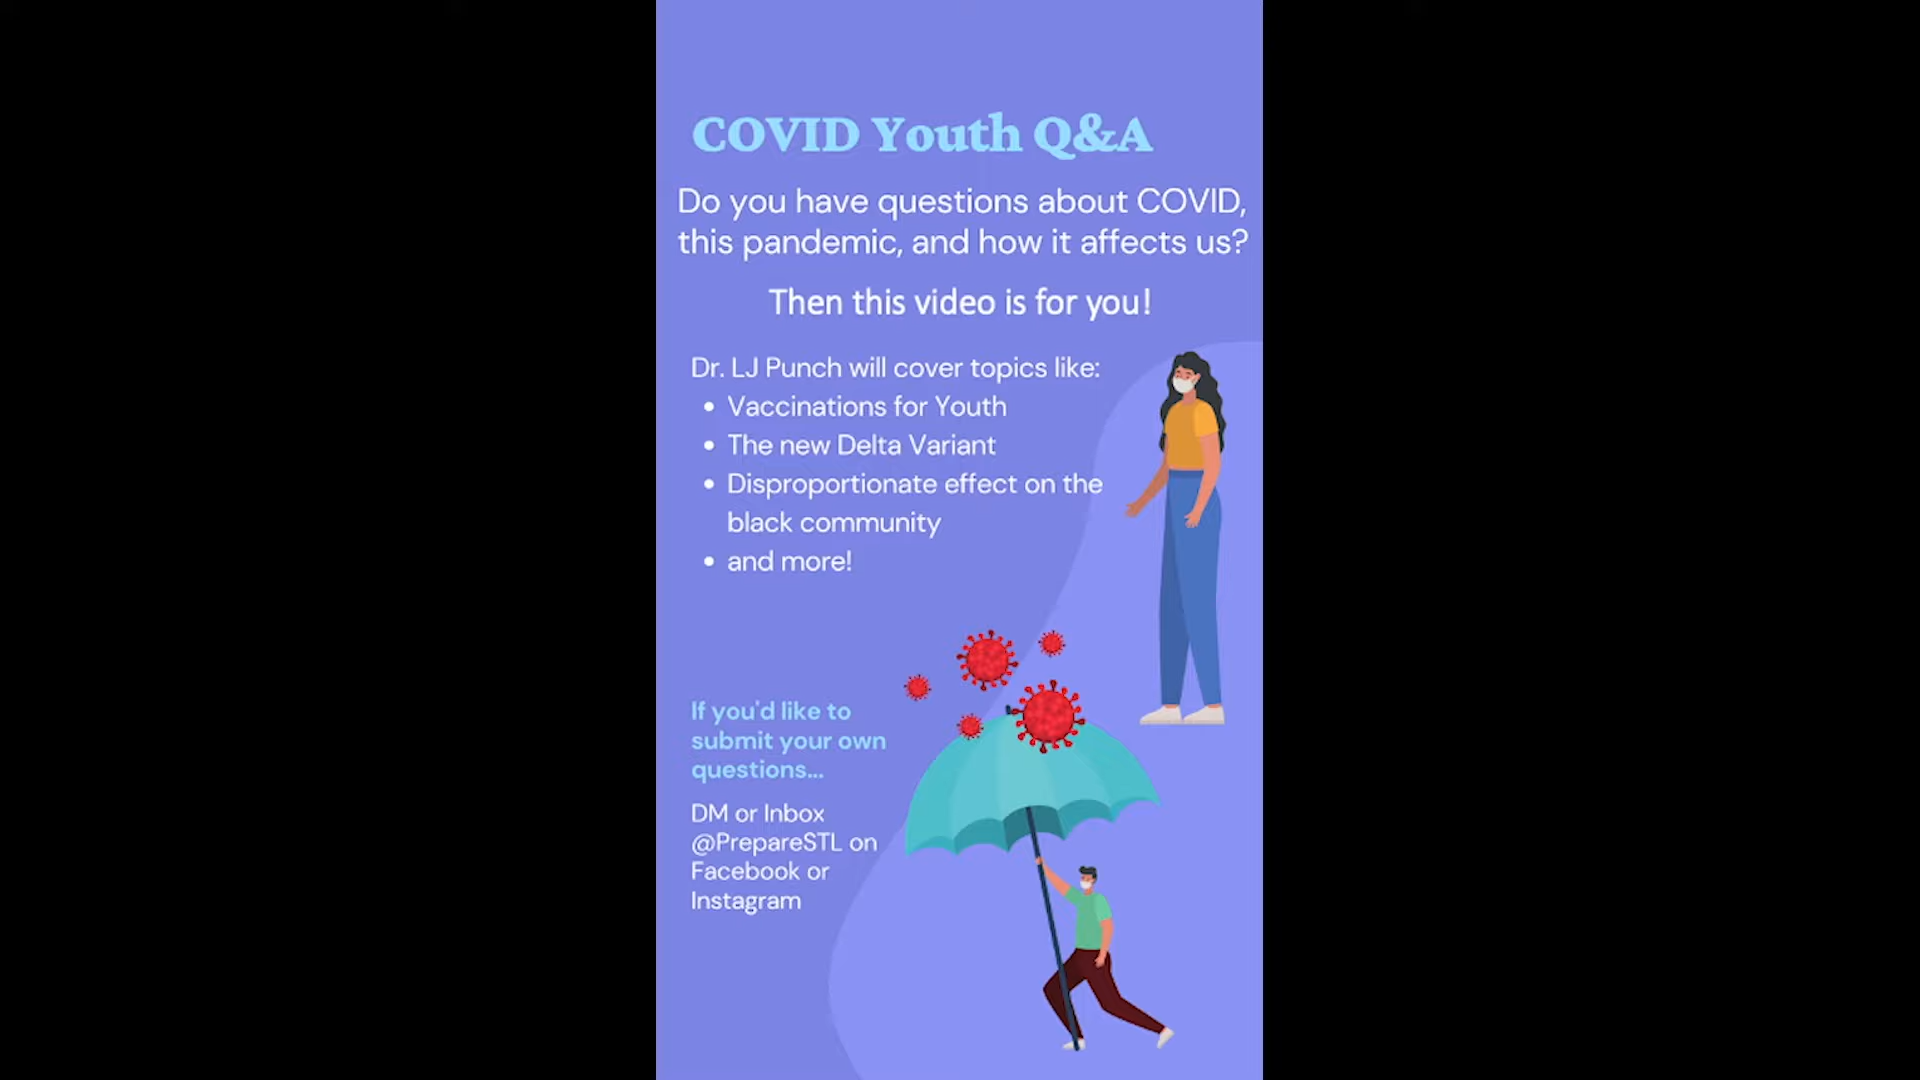 COVID Youth Q&A
Do you have questions about COVID,
this pandemic, and how it affects us?
Then this video is for you!
Dr. LJ Punch will cover topics like:
• Vaccinations for Youth
• The new Delta Variant
• Disproportionate effect on the
black community
• and more!
If you'd like to
submit your own
questions...
DM or Inbox
@PrepareSTL on
Facebook or
Instagram